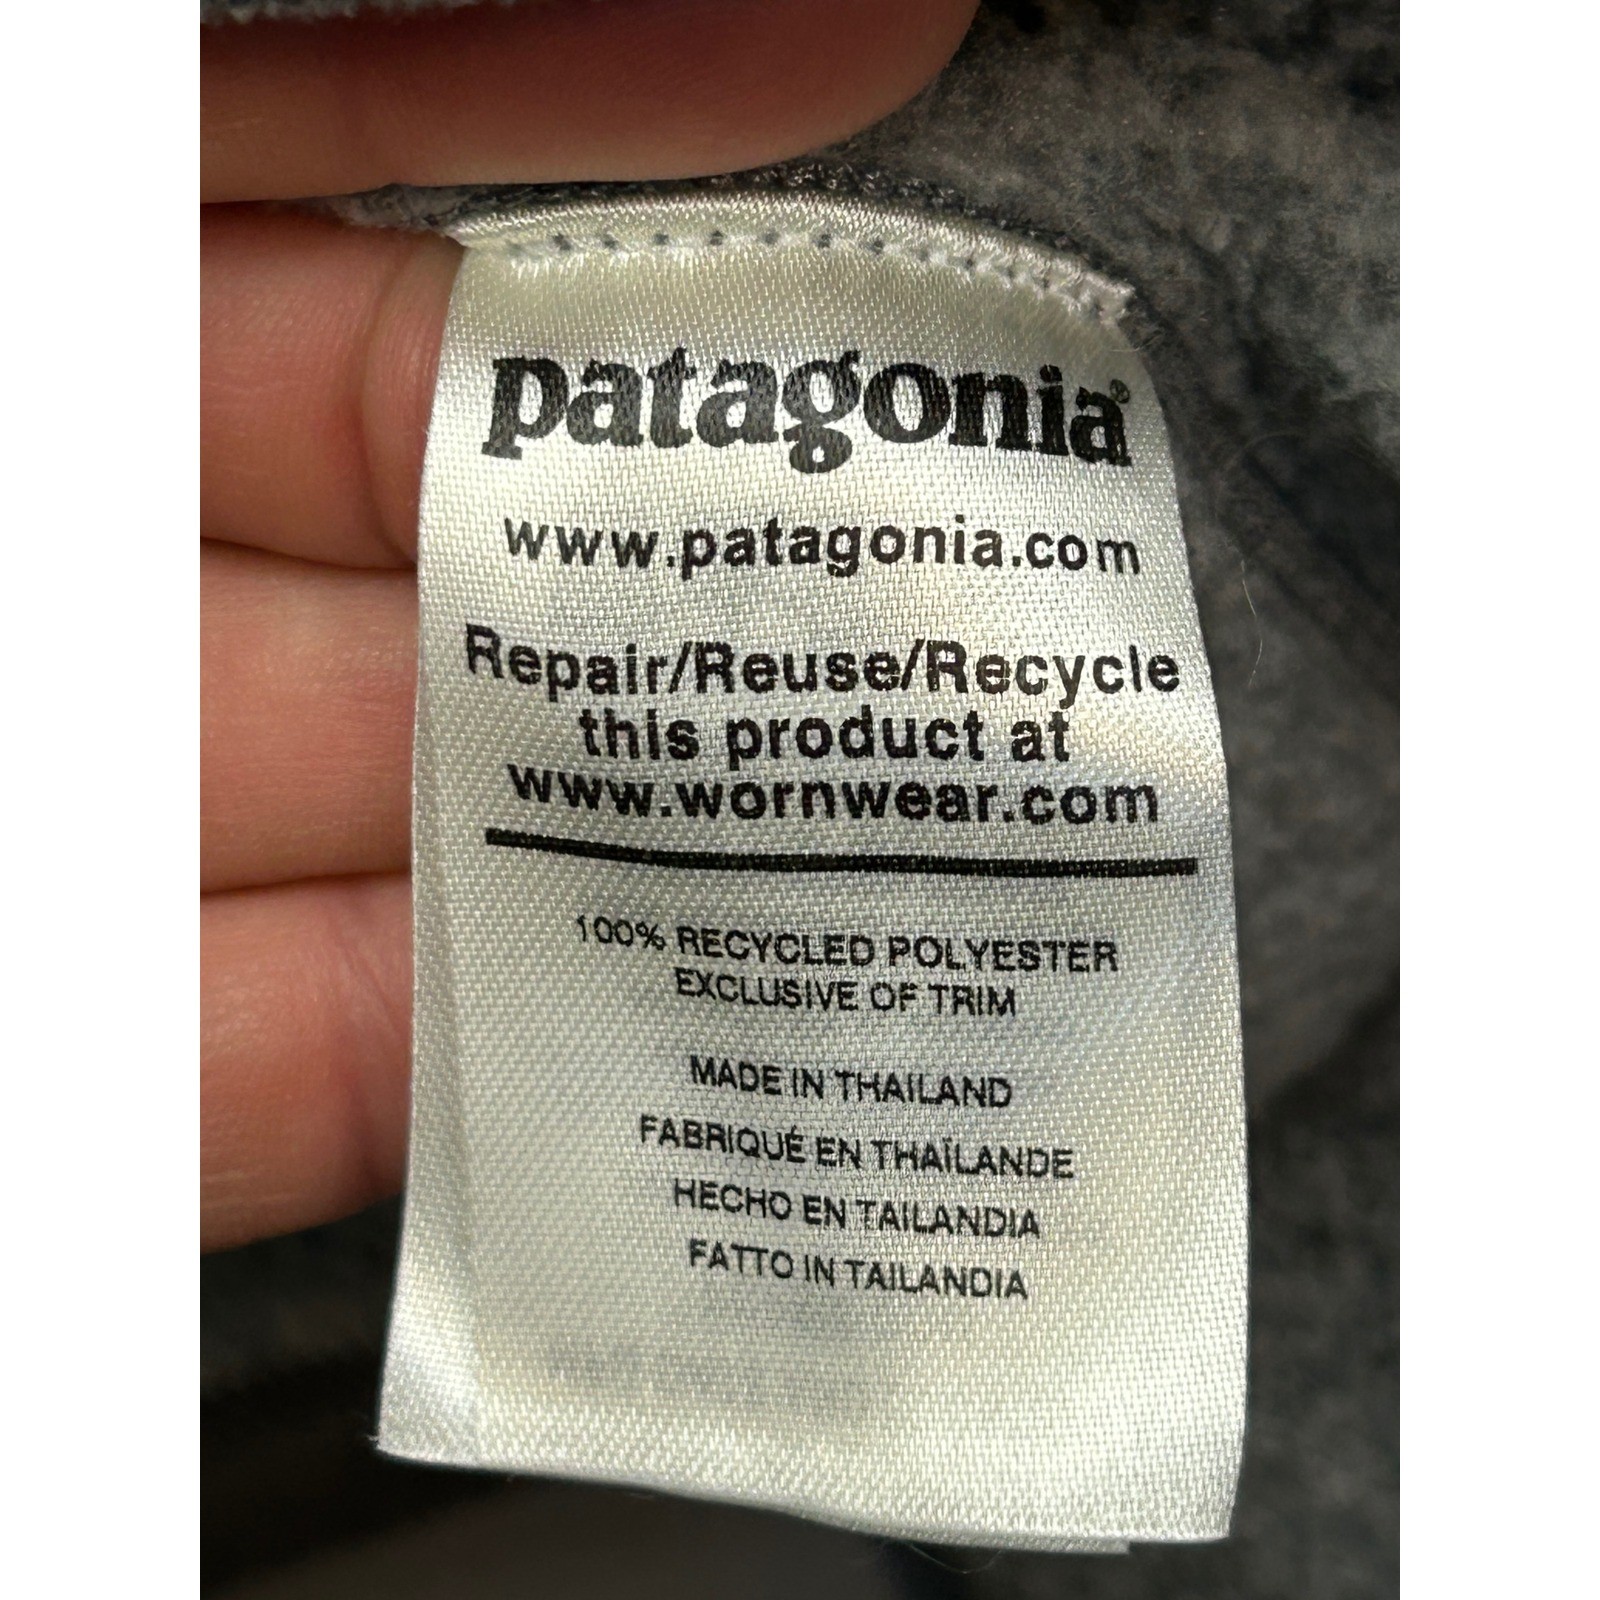 patagonia®
www.patagonia.com
Repair/Reuse/Recycle
this product at
www.wornwear.com
100% RECYCLED POLYESTER
EXCLUSIVE OF TRIM
MADE IN THAILAND
FABRIQUÉ EN THAÏLANDE
HECHO EN TAILANDIA
FATTO IN TAILANDIA